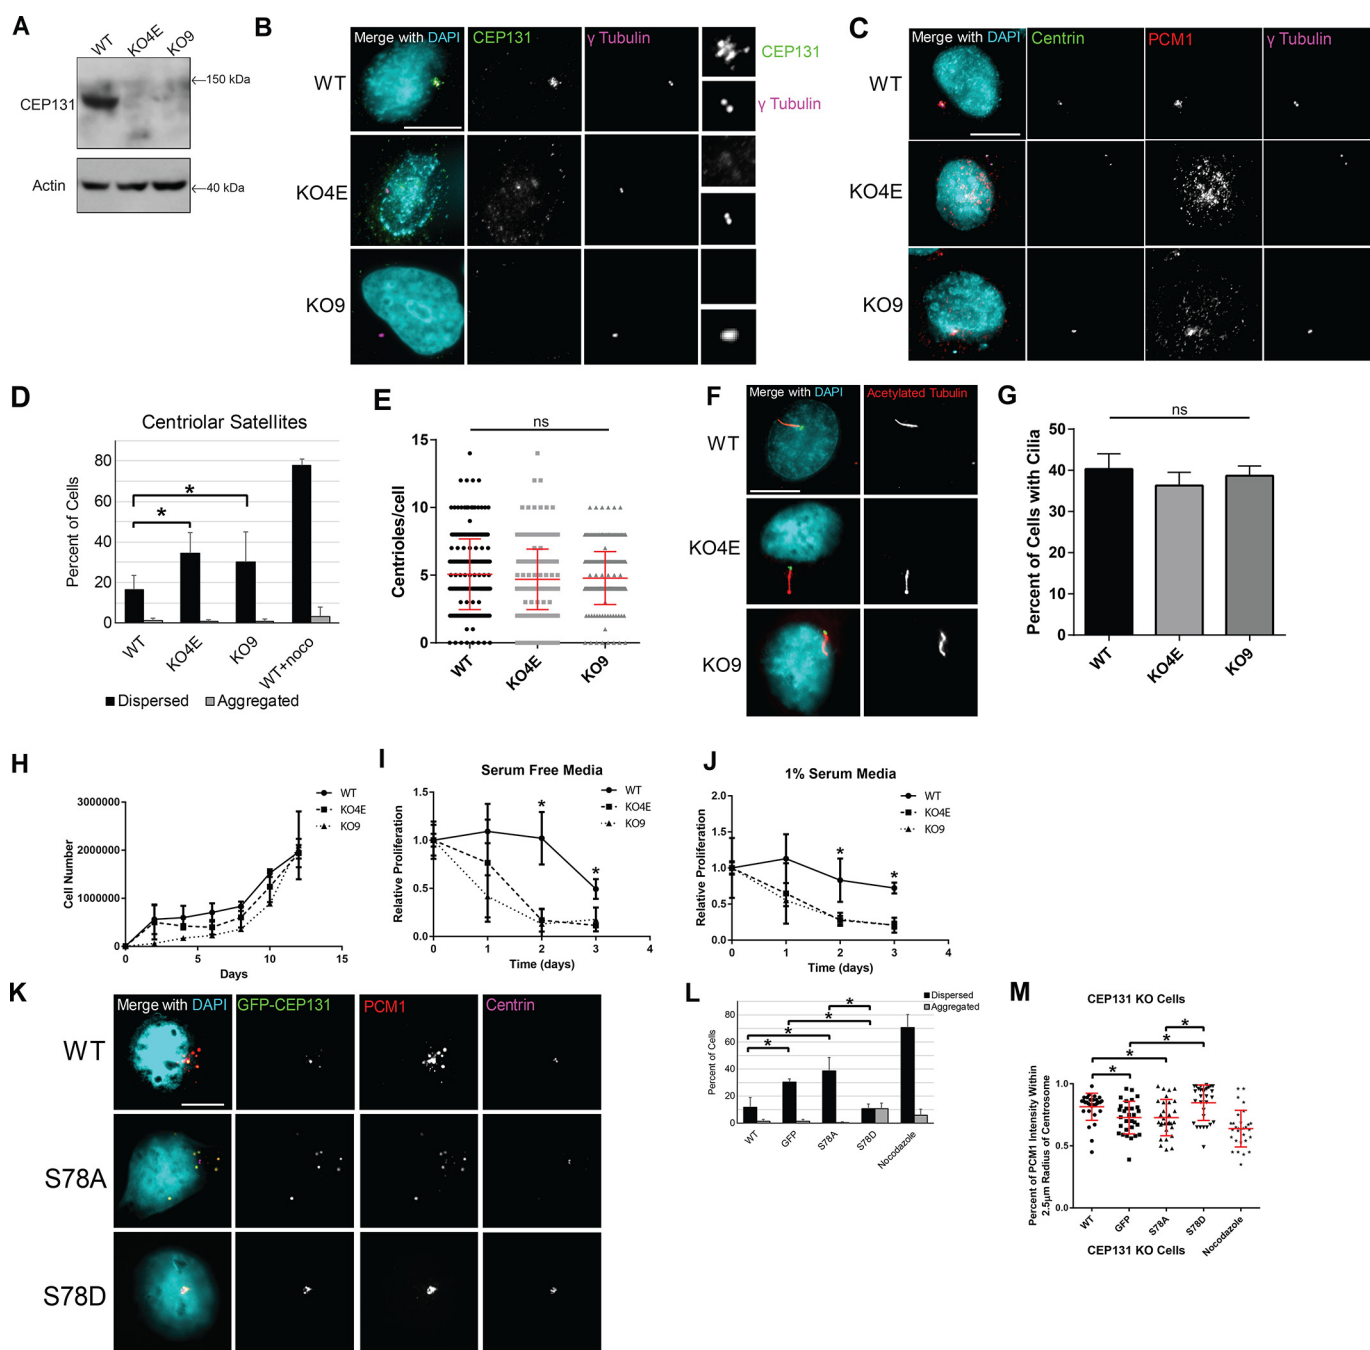 A
WT
KO4E
KO9
←150 kDa
CEP131
Actin
←40 kDa
B
Merge with DAPI
CEP131
γ Tubulin
WT
KO4E
KO9
CEP131
γ Tubulin
C
Merge with DAPI
Centrin
PCM1
γ Tubulin
WT
KO4E
KO9
D
Centriolar Satellites
Percent of Cells
80
60
40
20
0
*
*
WT
KO4E
KO9
WT+noco
Dispersed
Aggregated
E
ns
Centrioles/cell
15
10
5
0
WT
KO4E
KO9
F
Merge with DAPI
Acetylated Tubulin
WT
KO4E
KO9
G
ns
Percent of Cells with Cilia
50
40
30
20
10
0
WT
KO4E
KO9
H
Cell Number
3000000
2000000
1000000
0
0
5
10
15
Days
WT
KO4E
KO9
I
Serum Free Media
Relative Proliferation
1.5
1.0
0.5
0.0
0
1
2
3
4
Time (days)
WT
KO4E
KO9
*
*
J
1% Serum Media
Relative Proliferation
2.0
1.5
1.0
0.5
0.0
0
1
2
3
4
Time (days)
WT
KO4E
KO9
*
*
K
Merge with DAPI
GFP-CEP131
PCM1
Centrin
WT
S78A
S78D
L
Dispersed
Aggregated
Percent of Cells
80
60
40
20
0
*
*
*
*
WT
GFP
S78A
S78D
Nocodazole
M
CEP131 KO Cells
Percent of PCM1 Intensity Within
2.5μm Radius of Centrosome
1.0
0.5
0.0
*
*
*
*
WT
GFP
S78A
S78D
Nocodazole
CEP131 KO Cells